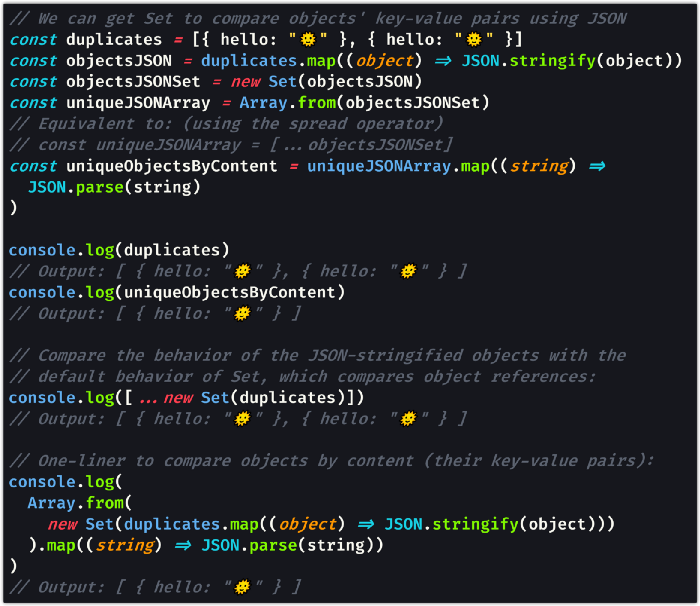 // We can get Set to compare objects' key-value pairs using JSON
const duplicates = [{ hello: "🌞" }, { hello: "🌞" }]
const objectsJSON = duplicates.map((object) => JSON.stringify(object))
const objectsJSONSet = new Set(objectsJSON)
const uniqueJSONArray = Array.from(objectsJSONSet)
// Equivalent to: (using the spread operator)
// const uniqueJSONArray = [...objectsJSONSet]
const uniqueObjectsByContent = uniqueJSONArray.map((string) =>
  JSON.parse(string)
)
console.log(duplicates)
// Output: [ { hello: "🌞" }, { hello: "🌞" } ]
console.log(uniqueObjectsByContent)
// Output: [ { hello: "🌞" } ]
// Compare the behavior of the JSON-stringified objects with the
// default behavior of Set, which compares object references:
console.log([...new Set(duplicates)])
// Output: [ { hello: "🌞" }, { hello: "🌞" } ]
// One-liner to compare objects by content (their key-value pairs):
console.log(
  Array.from(
    new Set(duplicates.map((object) => JSON.stringify(object)))
  ).map((string) => JSON.parse(string))
)
// Output: [ { hello: "🌞" } ]